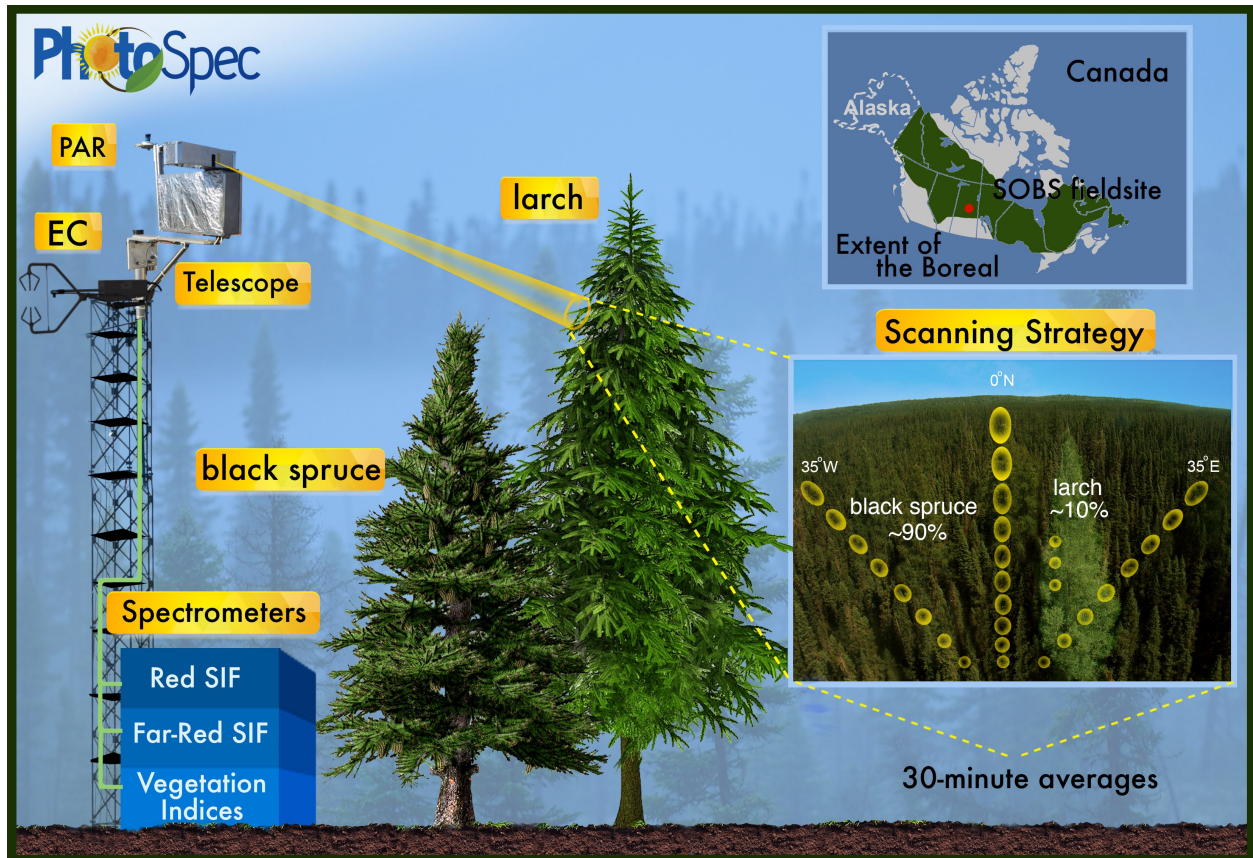 PhotoSpec
PAR
EC
Telescope
larch
black spruce
Spectrometers
Red SIF
Far-Red SIF
Vegetation
Indices
Canada
Alaska
SOBS fieldsite
Extent of
the Boreal
Scanning Strategy
0°N
35°W
35°E
black spruce
~90%
larch
~10%
30-minute averages